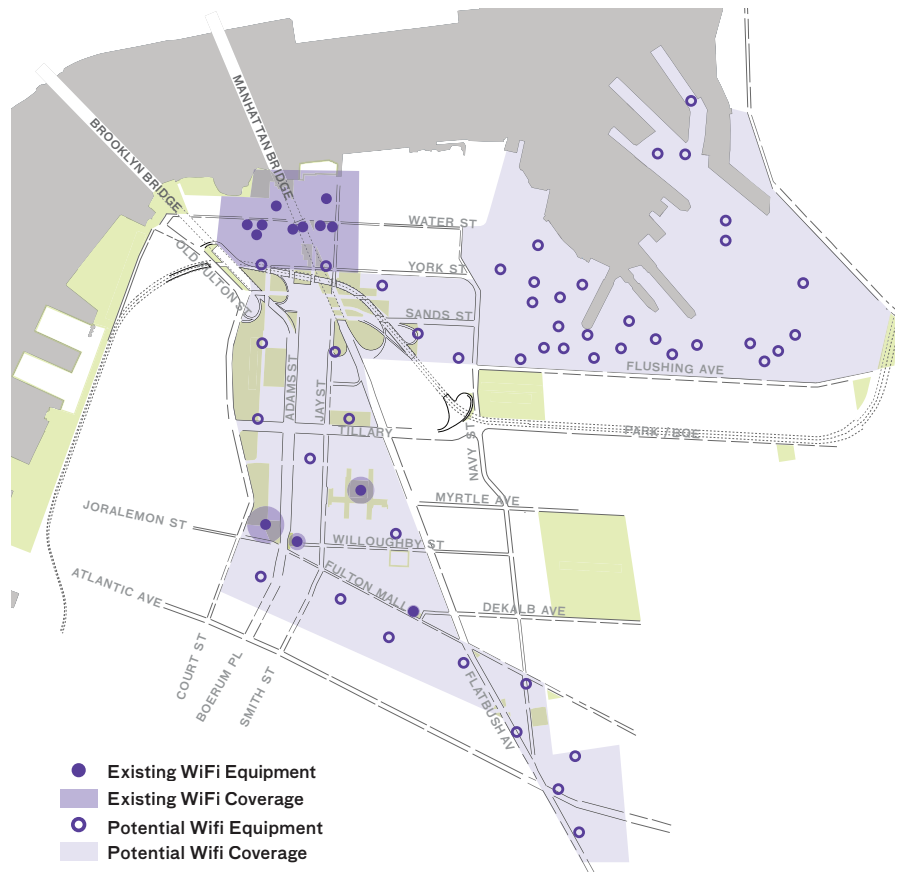 MANHATTAN BRIDGE
BROOKLYN BRIDGE
WATER ST
OLD FULTON ST
YORK ST
SANDS ST
FLUSHING AVE
ADAMS ST
JAY ST
TILLARY
NAVY ST
MYRTLE AVE
JORALEMON ST
WILLOUGHBY ST
FULTON MALL
ATLANTIC AVE
DEKALB AVE
COURT ST
BOERUM PL
SMITH ST
FLATBUSH AV
Existing WiFi Equipment
Existing WiFi Coverage
Potential Wifi Equipment
Potential Wifi Coverage